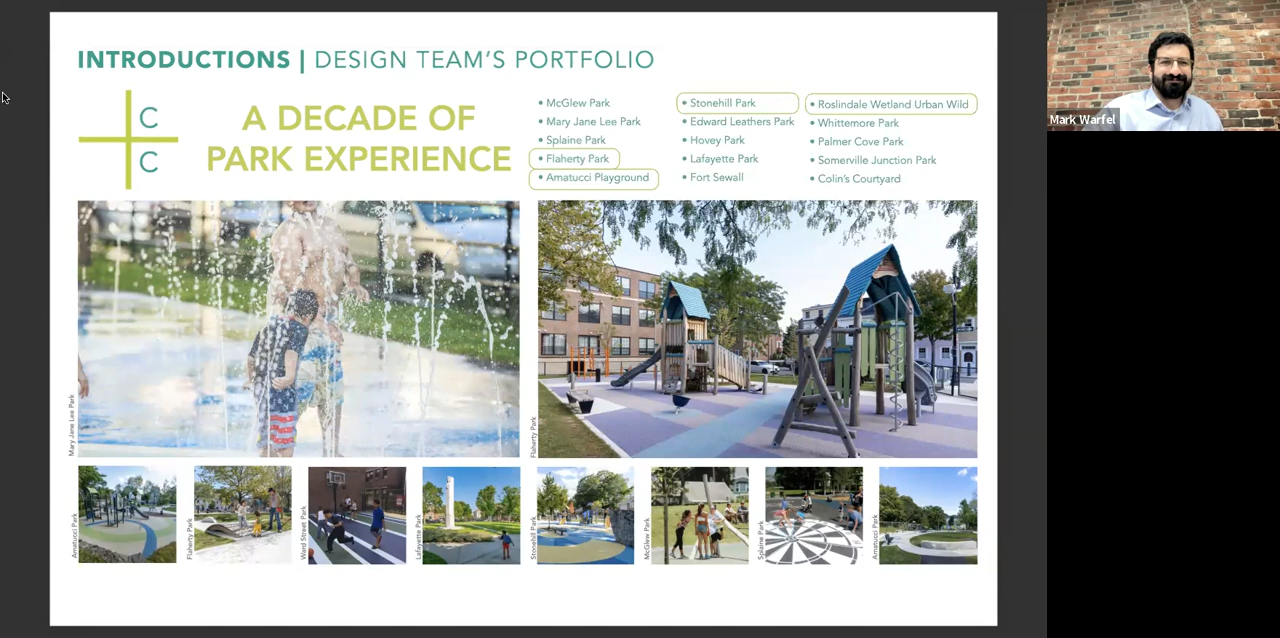 INTRODUCTIONS | DESIGN TEAM'S PORTFOLIO
C
C
A DECADE OF
PARK EXPERIENCE
• McGlew Park
• Mary Jane Lee Park
• Splaine Park
• Flaherty Park
• Amatucci Playground
• Stonehill Park
• Edward Leathers Park
• Hovey Park
• Lafayette Park
• Fort Sewall
• Roslindale Wetland Urban Wild
• Whittemore Park
• Palmer Cove Park
• Somerville Junction Park
• Colin's Courtyard
Mark Warfel
Mary Jane Lee Park
Flaherty Park
Amatucci Park
Flaherty Park
Ward Street Park
Lafayette Park
Stonehill Park
McGlew Park
Splaine Park
Amatucci Park